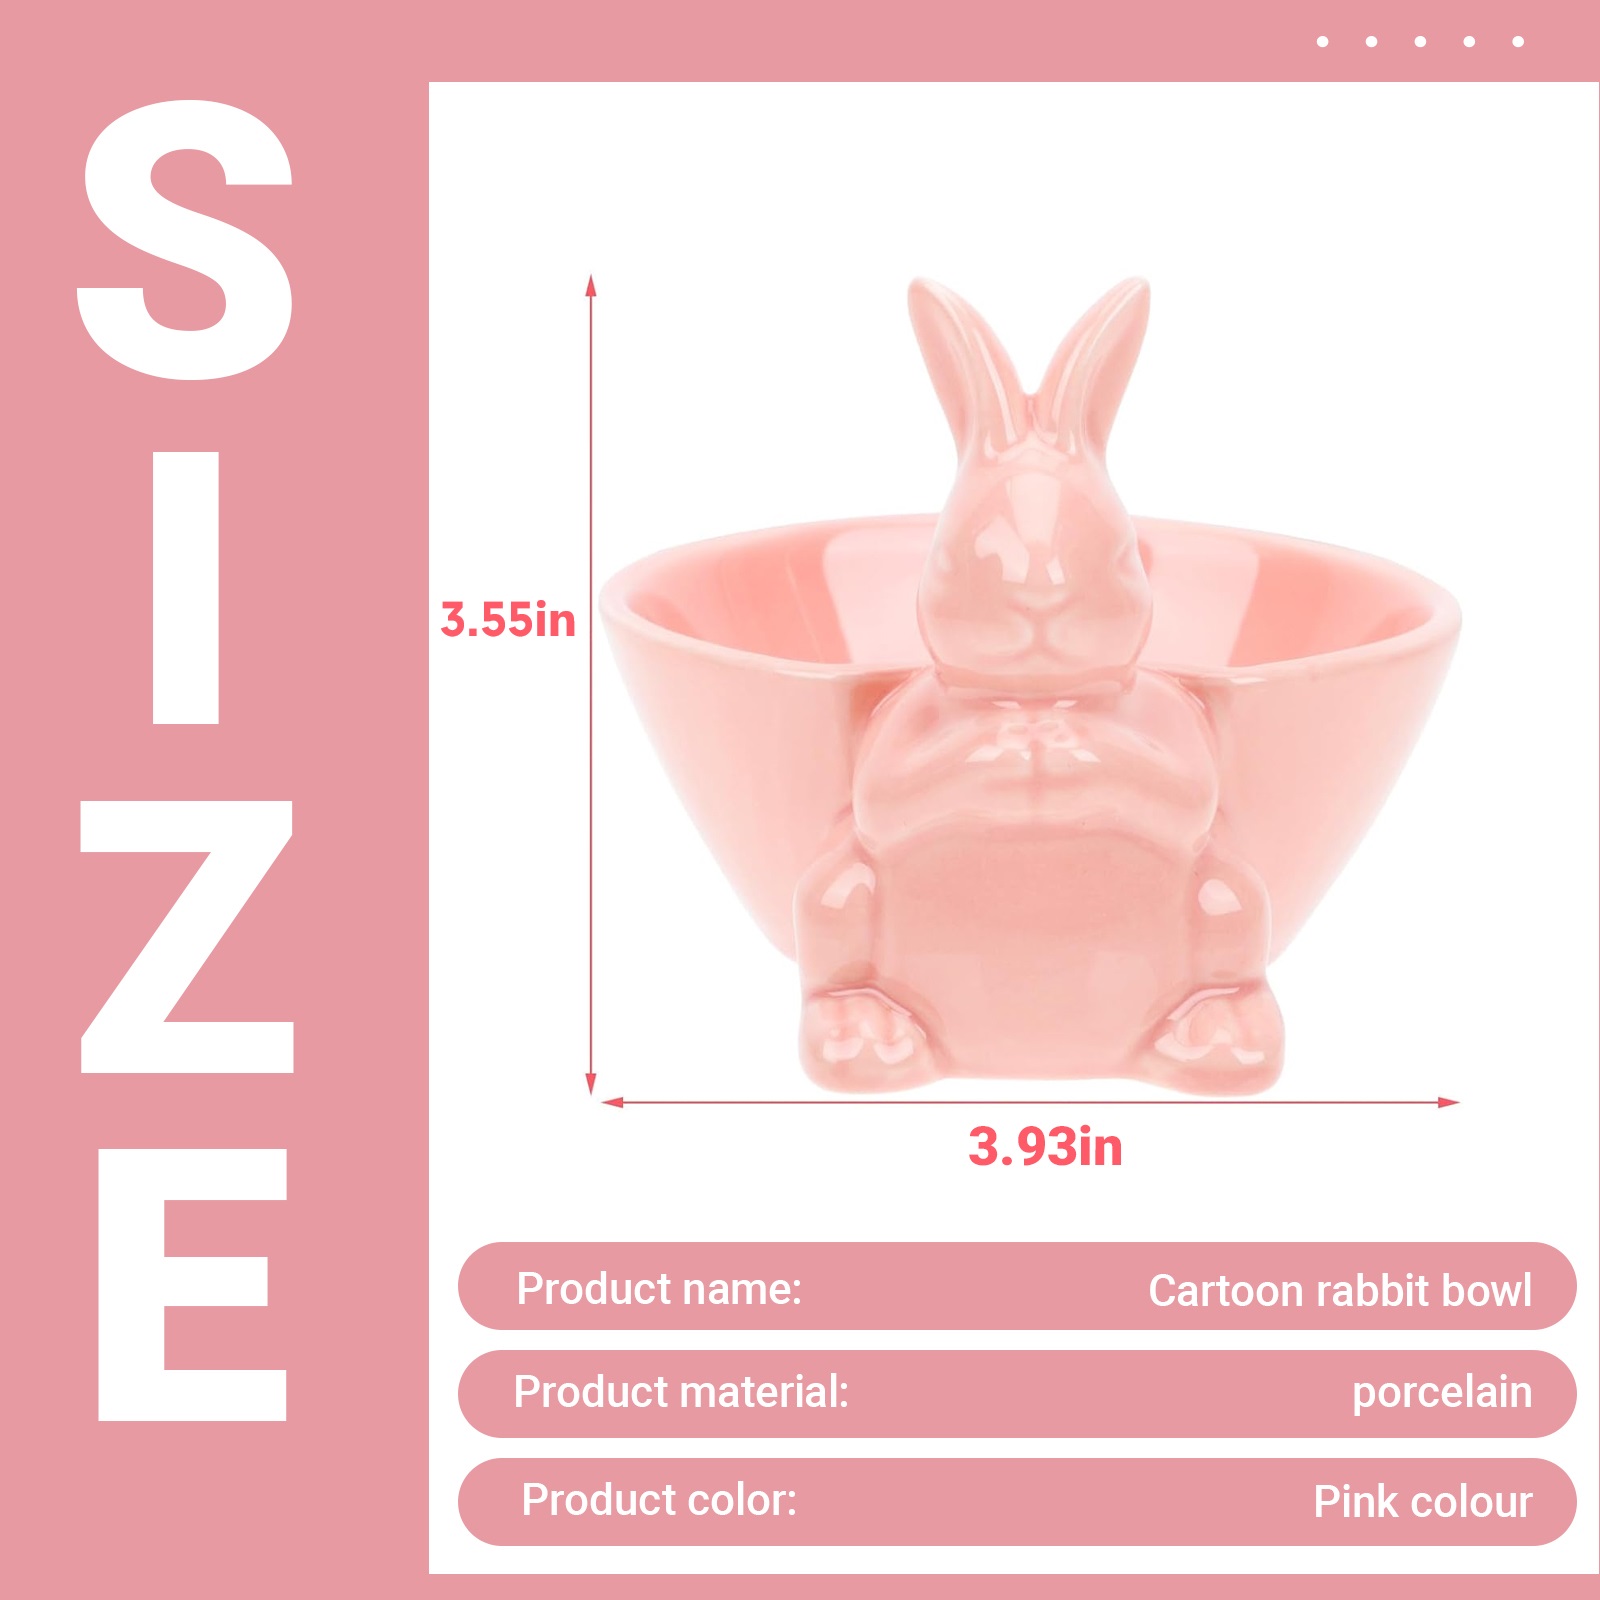 SIZE
3.55in
3.93in
Product name: Cartoon rabbit bowl
Product material: porcelain
Product color: Pink colour